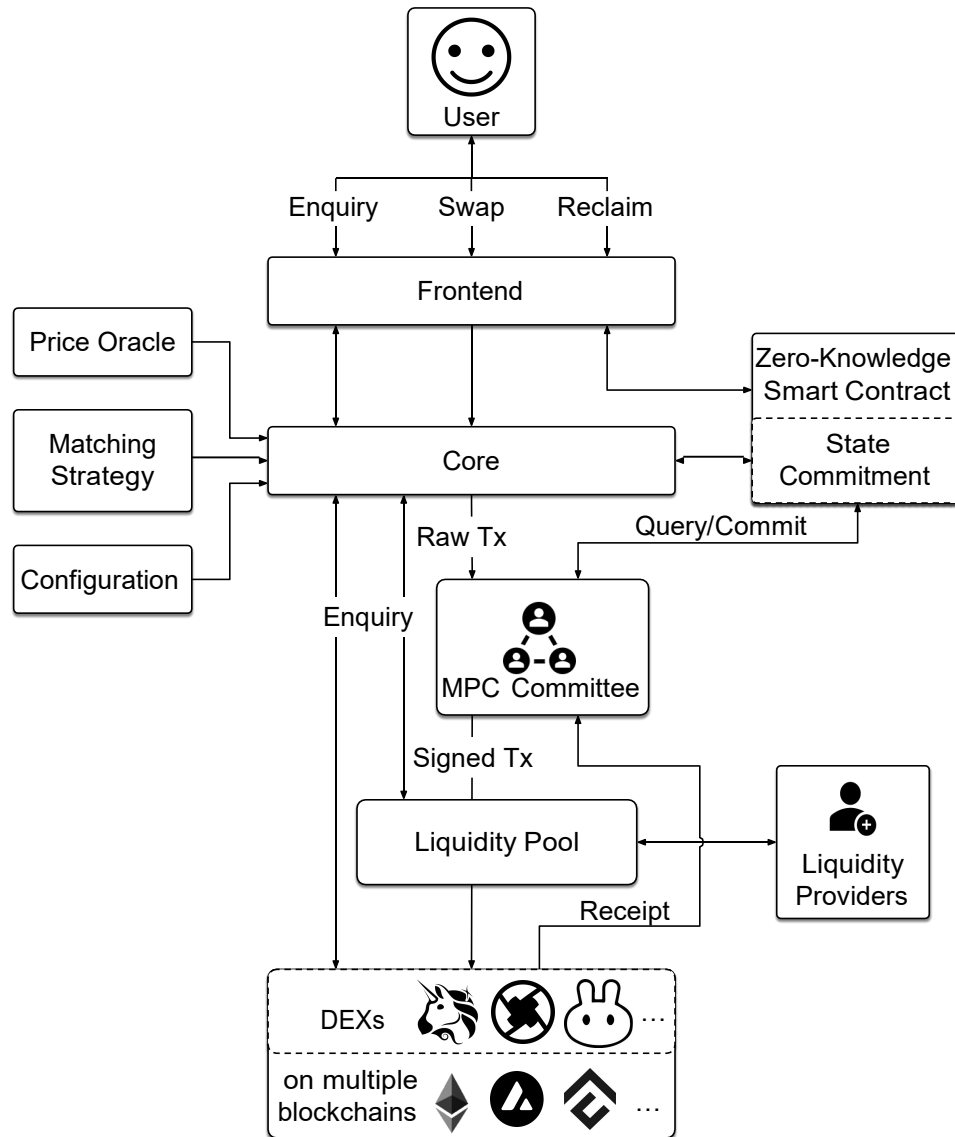 User
Enquiry
Swap
Reclaim
Frontend
Price Oracle
Zero-Knowledge
Smart Contract
Matching
Strategy
Core
State
Commitment
Raw Tx
Query/Commit
Configuration
Enquiry
MPC Committee
Signed Tx
Liquidity Pool
Liquidity
Providers
Receipt
DEXs
...
on multiple
blockchains
...